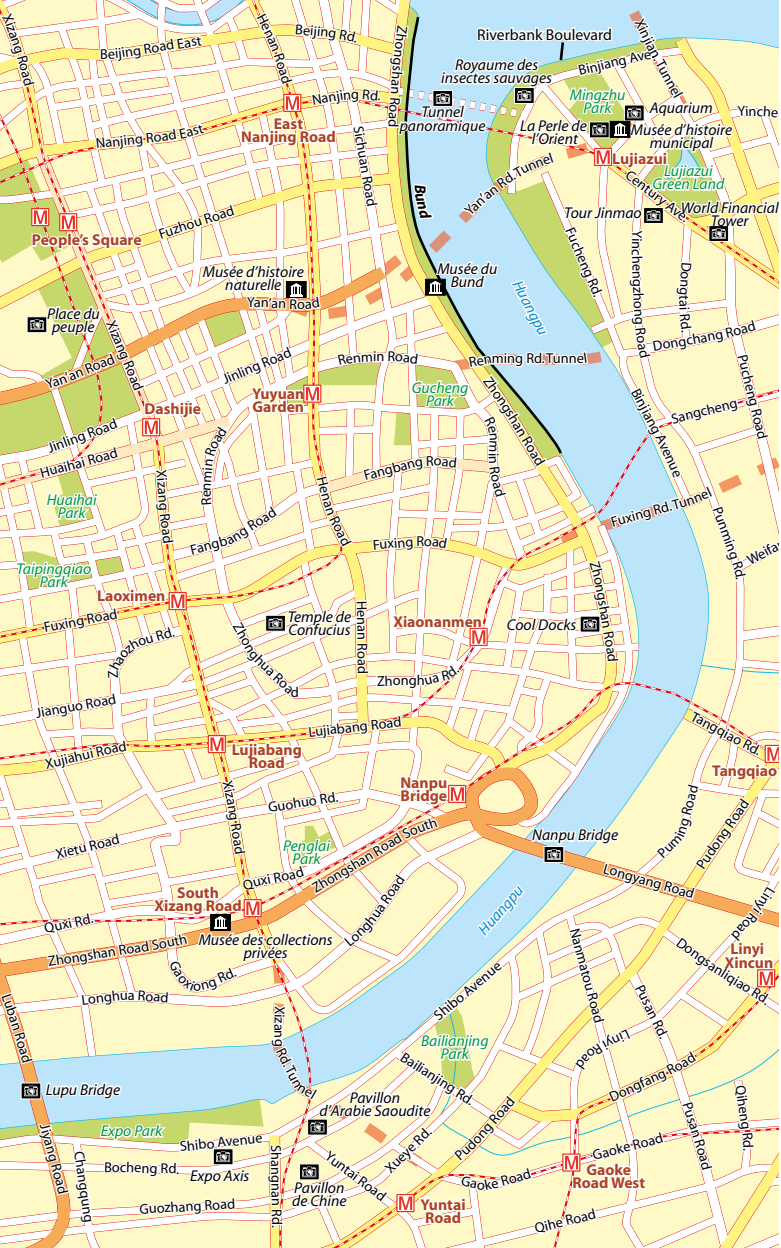 Xizang Road
Henan Road
Beijing Road East
Beijing Rd.
Zhongshan Road
Riverbank Boulevard
Xinjian Tunnel
Binjiang Ave
Royaume des
insectes sauvages
Mingzhu
Park
Nanjing Rd.
M
East
Nanjing Road
Tunnel
panoramique
Aquarium
La Perle de
l'Orient
Musée d'histoire
municipal
Yinche
Nanjing Road East
Sichuan Road
M
Lujiazui
Lujiazui
Green Land
Yan'an Rd. Tunnel
Century Ave.
Bund
M
M
People's Square
Fuzhou Road
Tour Jinmao
World Financial
Tower
Fucheng Rd.
Yinchengzhong Road
Dongtai Rd.
Musée d'histoire
naturelle
Musée du
Bund
Huangpu
Yan'an Road
Place du
peuple
Xizang Road
Dongchang Road
Jinling Road
Renmin Road
Renming Rd.Tunnel
Yan'an Road
Pucheng Road
Yuyuan
Garden
M
Gucheng
Park
Zhongshan Road
Binjiang Avenue
Dashijie
M
Sangcheng
Jinling Road
Renmin Road
Renmin Road
Huaihai Road
Fangbang Road
Xizang Road
Henan Road
Huaihai
Park
Fuxing Rd. Tunnel
Punming Rd.
Fangbang Road
Fuxing Road
Weifa
Taipingqiao
Park
Zhongshan Road
Laoximen
M
Fuxing Road
Henan Road
Temple de
Confucius
Xiaonanmen
M
Cool Docks
Zhaozhou Rd.
Zhonghua Road
Zhonghua Rd.
Jianguo Road
Lujiabang Road
Tangqiao Rd.
M
Lujiabang
Road
Xujiahui Road
M
Tangqiao
Nanpu
Bridge
M
Xizang Road
Guohuo Rd.
Puming Road
Pudong Road
Zhongshan Road South
Nanpu Bridge
Xietu Road
Penglai
Park
Longyang Road
Quxi Road
Longhua Road
Linyi Road
South
Xizang Road
M
Huangpu
Quxi Rd.
Musée des collections
privées
Nanmatou Road
Zhongshan Road South
Dongsanliqiao Rd.
Linyi
Xincun
M
Gaoxiong Rd.
Shibo Avenue
Longhua Road
Pusan Rd.
Luban Road
Xizang Rd. Tunnel
Linyi Road
Bailianjing
Park
Bailianjing Rd.
Dongfang Road
Lupu Bridge
Pavillon
d'Arabie Saoudite
Qiheng Rd.
Pudong Road
Pusan Road
Expo Park
Shibo Avenue
Jiyang Road
Xueye Rd.
Gaoke Road
Bocheng Rd.
Expo Axis
Shangnan Rd.
Yuntai Road
M
Gaoke
Road West
Changqung
Pavillon
de Chine
Gaoke Road
Guozhang Road
M
Yuntai
Road
Qihe Road